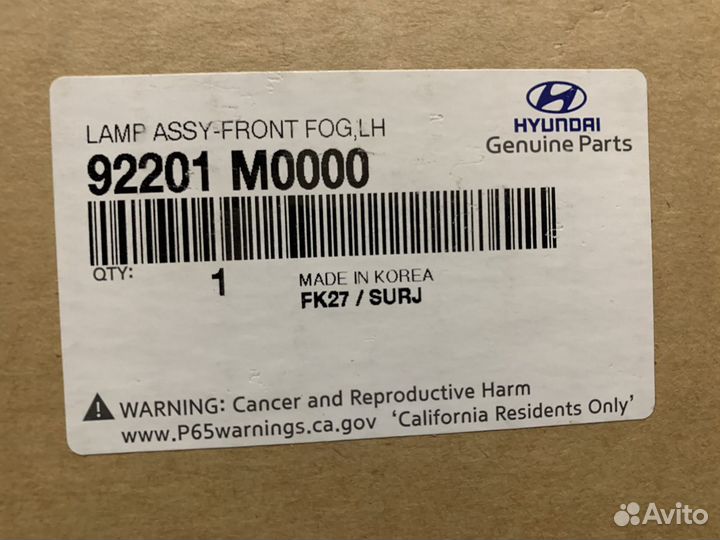 HYUNDAI
Genuine Parts
LAMP ASSY-FRONT FOG,LH
92201 M0000
QTY: 1
MADE IN KOREA
FK27 / SURJ
WARNING: Cancer and Reproductive Harm
www.P65warnings.ca.gov 'California Residents Only'
Avito